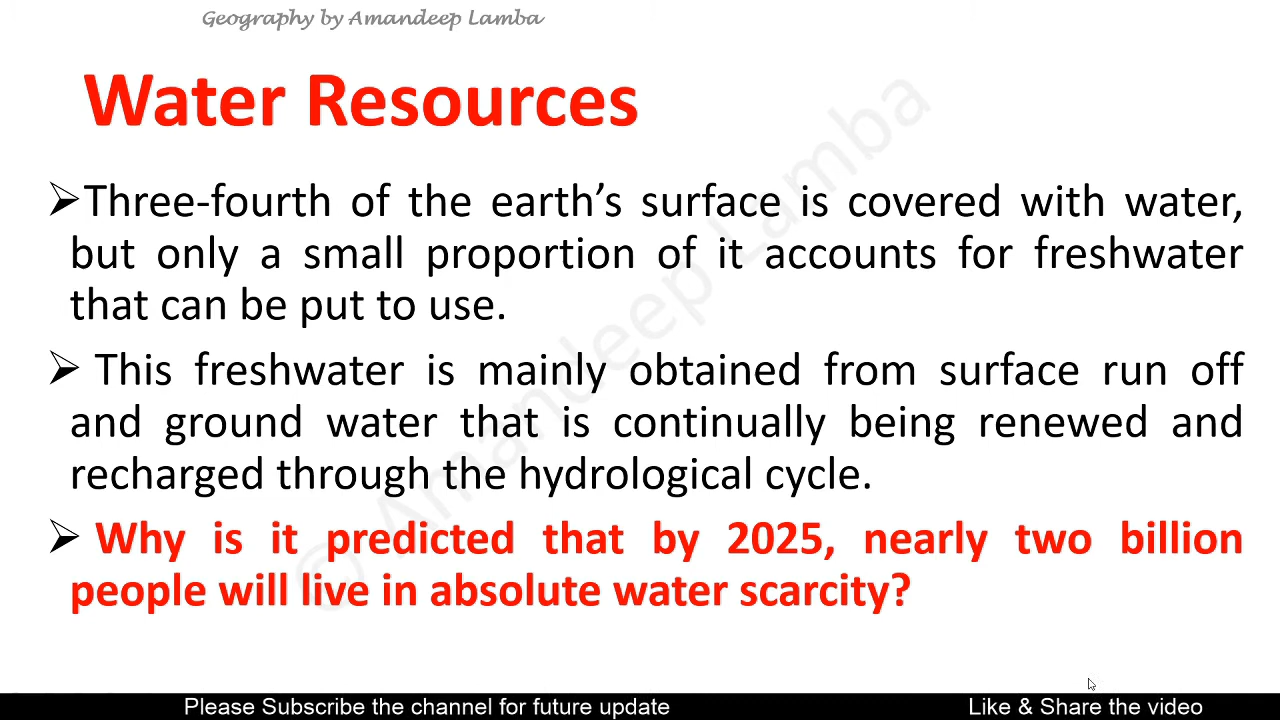 Geography by Amandeep Lamba
Water Resources
➢Three-fourth of the earth’s surface is covered with water,
but only a small proportion of it accounts for freshwater
that can be put to use.
➢ This freshwater is mainly obtained from surface run off
and ground water that is continually being renewed and
recharged through the hydrological cycle.
➢ Why is it predicted that by 2025, nearly two billion
people will live in absolute water scarcity?
© Amandeep Lamba
Please Subscribe the channel for future update
Like & Share the video